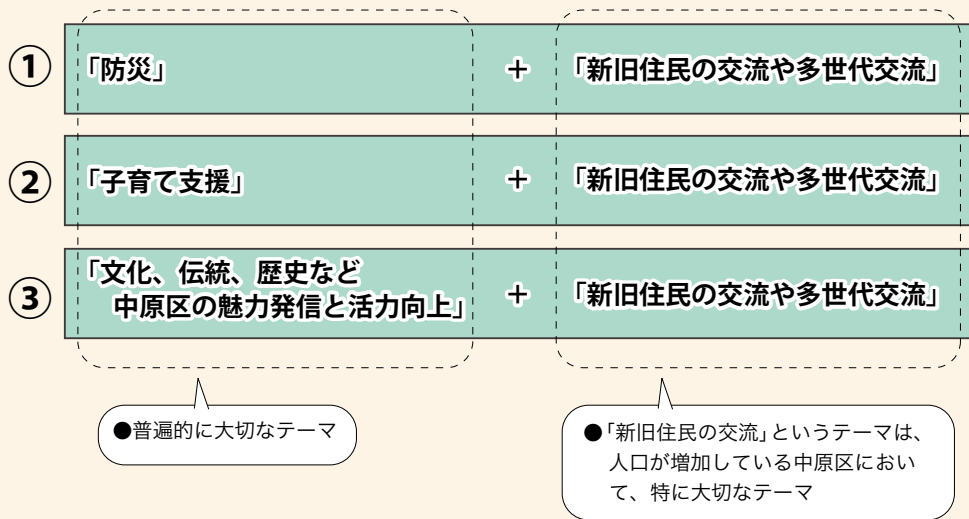 ① 「防災」 + 「新旧住民の交流や多世代交流」
② 「子育て支援」 + 「新旧住民の交流や多世代交流」
③ 「文化、伝統、歴史など
中原区の魅力発信と活力向上」 + 「新旧住民の交流や多世代交流」
●普遍的に大切なテーマ
●「新旧住民の交流」というテーマは、
人口が増加している中原区におい
て、特に大切なテーマ